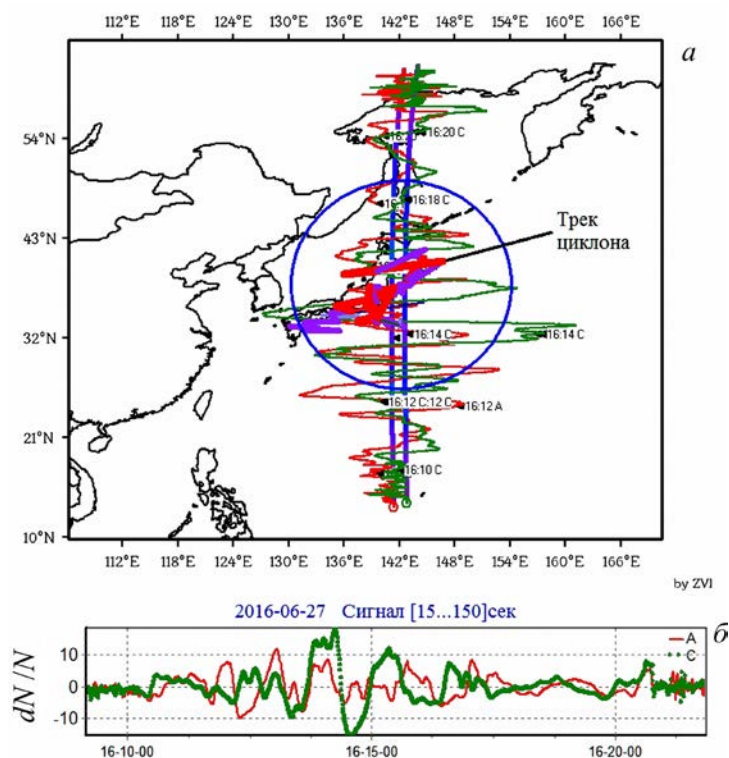 112°E 118°E 124°E 130°E 136°E 142°E 148°E 154°E 160°E 166°E
а
54°N
16:20 C
16:18 C
43°N
Трек
циклона
32°N
16:14 C
16:14 C
16:12 C:12 C
16:12 A
21°N
16:10 C
10°N
112°E 118°E 124°E 130°E 136°E 142°E 148°E 154°E 160°E 166°E
by ZVI
2016-06-27 Сигнал [15...150]сек
б
A
C
dN/N
10
0
-10
16-10-00 16-15-00 16-20-00